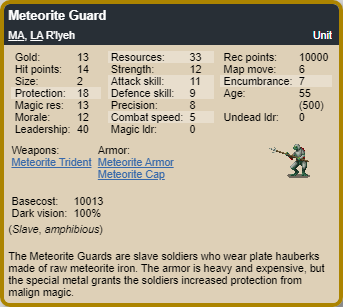 Meteorite Guard
MA, LA R'lyeh Unit
Gold: 13 Resources: 33 Rec points: 10000
Hit points: 14 Strength: 12 Map move: 6
Size: 2 Attack skill: 11 Encumbrance: 7
Protection: 18 Defence skill: 9 Age: 55
Magic res: 13 Precision: 8 (500)
Morale: 12 Combat speed: 5 Undead ldr: 0
Leadership: 40 Magic ldr: 0
Weapons: Armor:
Meteorite Trident Meteorite Armor
Meteorite Cap
Basecost: 10013
Dark vision: 100%
(Slave, amphibious)
The Meteorite Guards are slave soldiers who wear plate hauberks
made of raw meteorite iron. The armor is heavy and expensive, but
the special metal grants the soldiers increased protection from
malign magic.